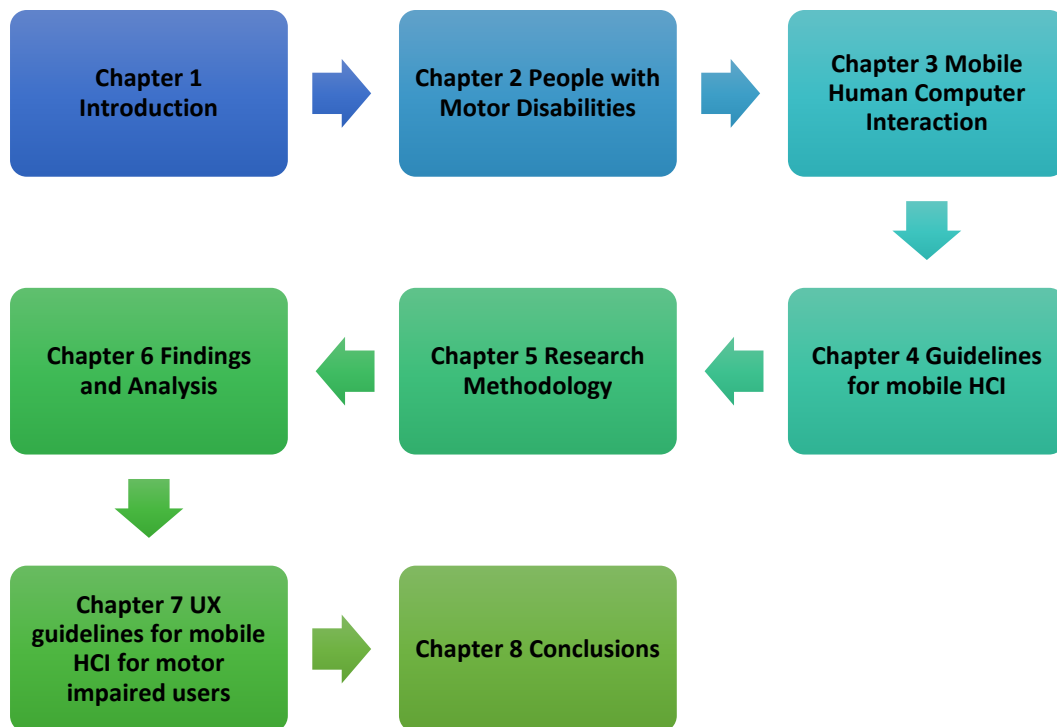 Chapter 1
Introduction
Chapter 2 People with
Motor Disabilities
Chapter 3 Mobile
Human Computer
Interaction
Chapter 4 Guidelines
for mobile HCI
Chapter 5 Research
Methodology
Chapter 6 Findings
and Analysis
Chapter 7 UX
guidelines for mobile
HCI for motor
impaired users
Chapter 8 Conclusions